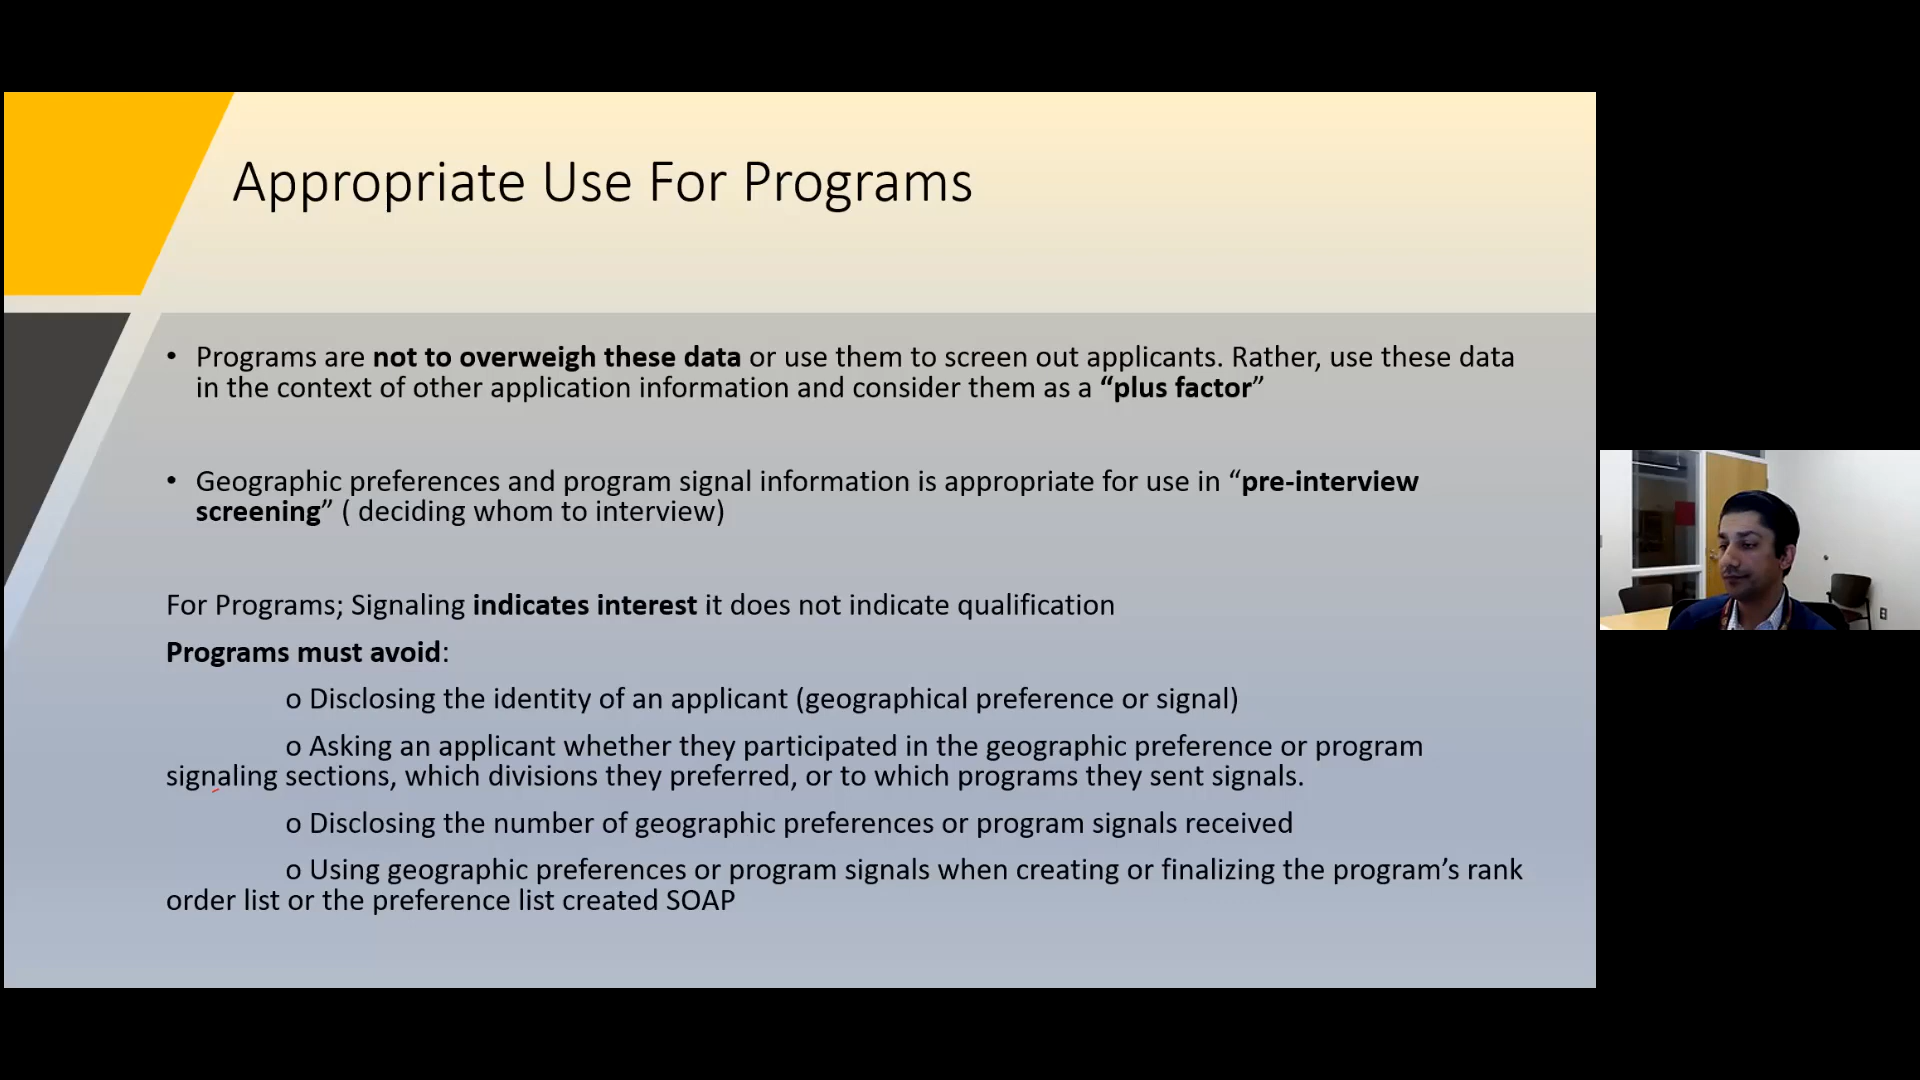 Appropriate Use For Programs
• Programs are not to overweigh these data or use them to screen out applicants. Rather, use these data
in the context of other application information and consider them as a “plus factor”
• Geographic preferences and program signal information is appropriate for use in “pre-interview
screening” ( deciding whom to interview)
For Programs; Signaling indicates interest it does not indicate qualification
Programs must avoid:
o Disclosing the identity of an applicant (geographical preference or signal)
o Asking an applicant whether they participated in the geographic preference or program
signaling sections, which divisions they preferred, or to which programs they sent signals.
o Disclosing the number of geographic preferences or program signals received
o Using geographic preferences or program signals when creating or finalizing the program’s rank
order list or the preference list created SOAP